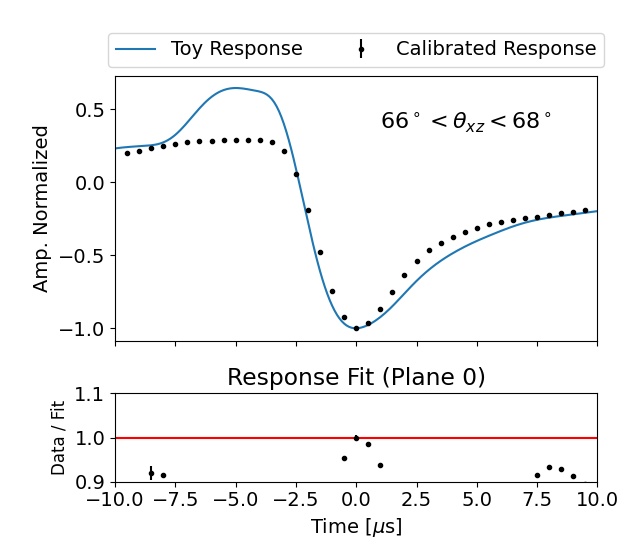 Toy Response Calibrated Response
66° < θxz < 68°
Amp. Normalized
0.5
0.0
−0.5
−1.0
Response Fit (Plane 0)
Data / Fit
1.1
1.0
0.9
−10.0 −7.5 −5.0 −2.5 0.0 2.5 5.0 7.5 10.0
Time [μs]